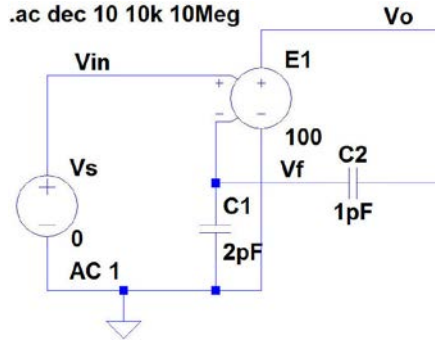 .ac dec 10 10k 10Meg
Vo
Vin
E1
+ +
- -
100
C2
Vs
Vf
+
C1
1pF
0
2pF
AC 1